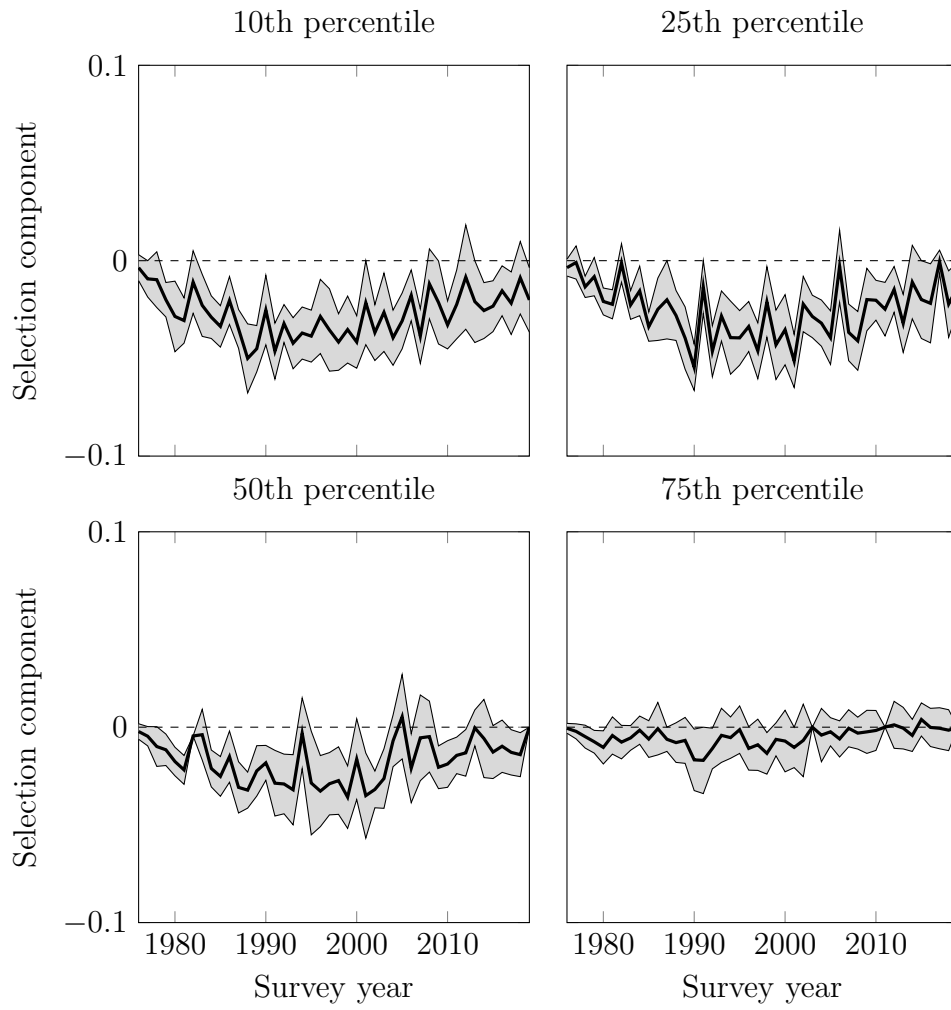 10th percentile
25th percentile
0.1
0
−0.1
Selection component
50th percentile
75th percentile
0.1
0
−0.1
Selection component
1980 1990 2000 2010
1980 1990 2000 2010
Survey year
Survey year